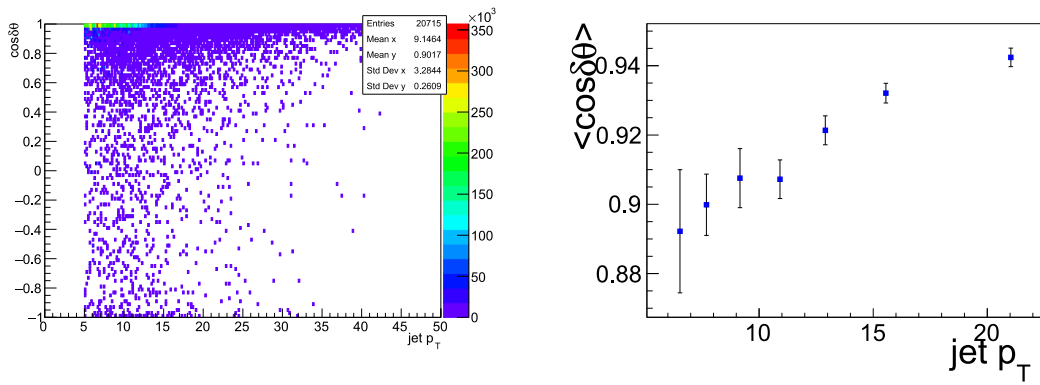 cosδθ
1
0.8
0.6
0.4
0.2
0
−0.2
−0.4
−0.6
−0.8
−1
0 5 10 15 20 25 30 35 40 45 50
jet p_T
Entries 20715
Mean x 9.1464
Mean y 0.9017
Std Dev x 3.2844
Std Dev y 0.2609
×10³
350
300
250
200
150
100
50
0
<cosδθ>
0.94
0.92
0.9
0.88
10 15 20
jet p_T